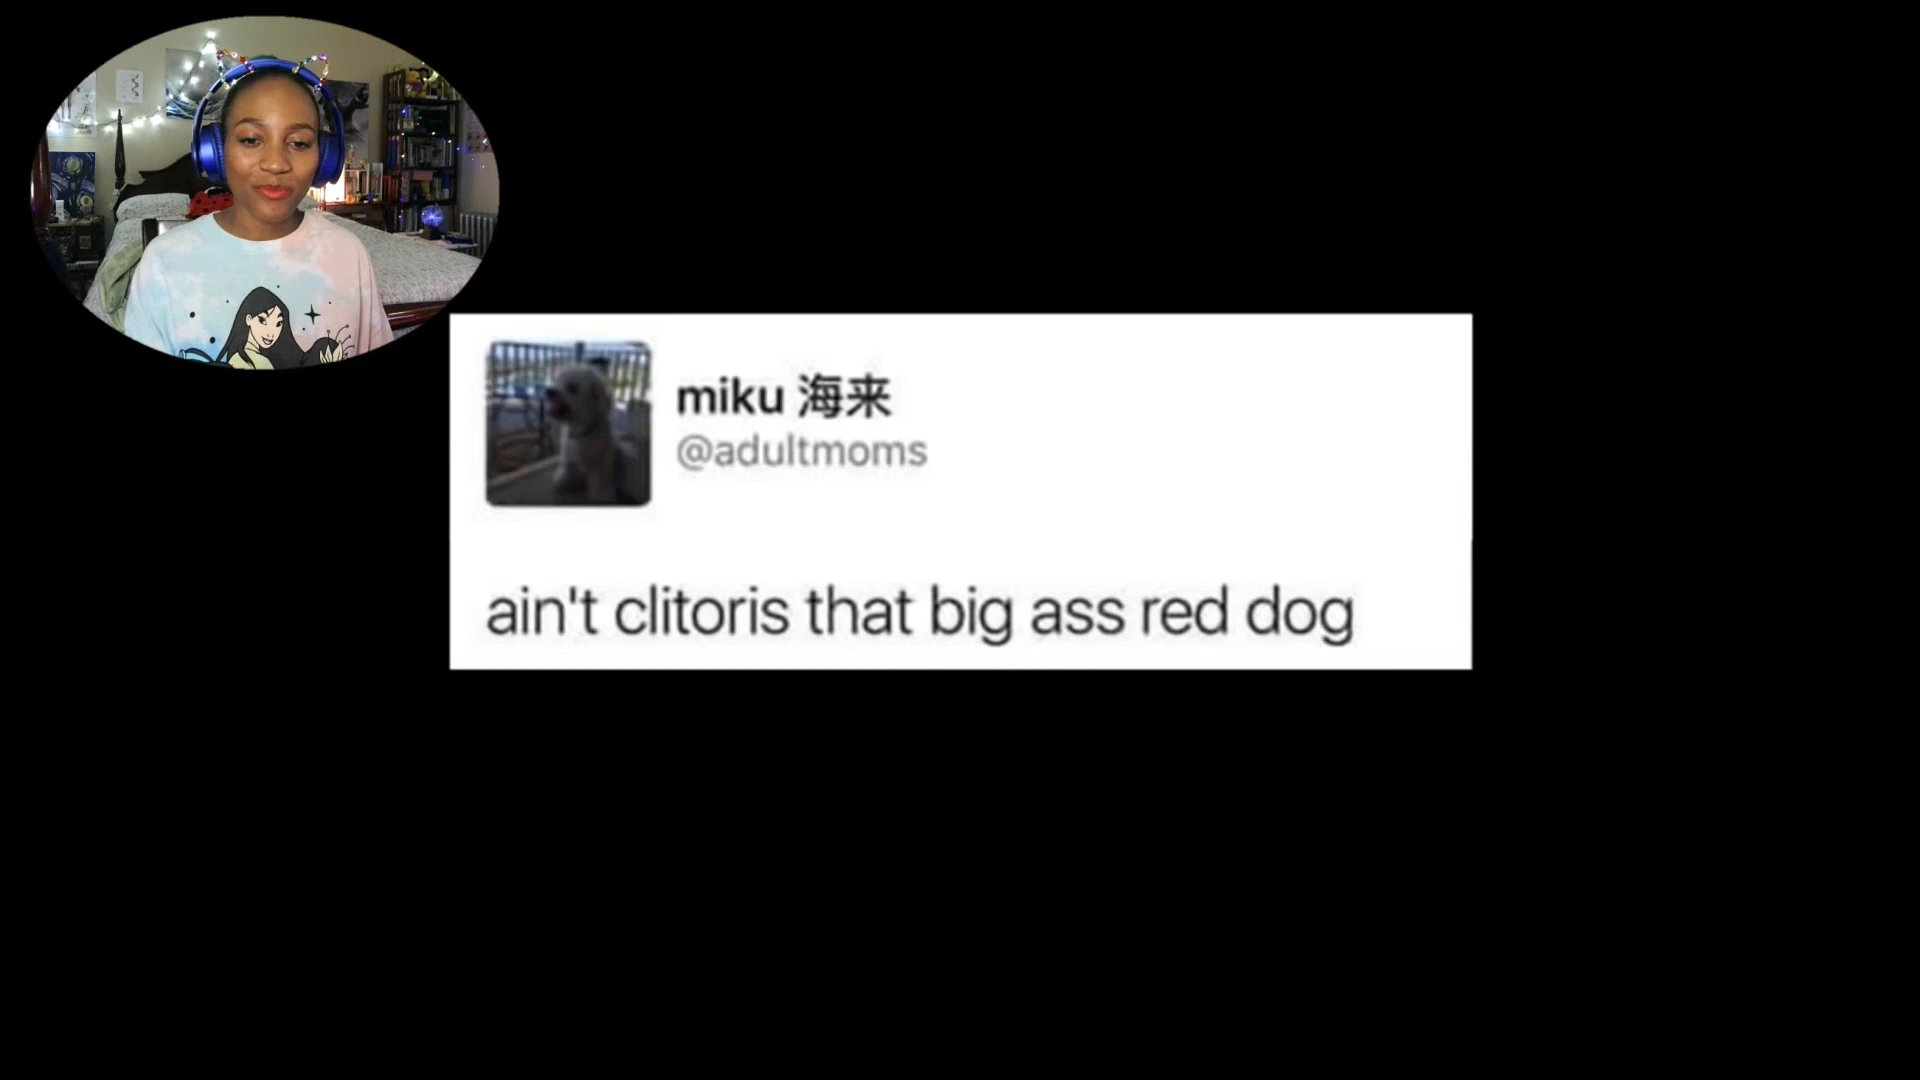 miku 海来
@adultmoms
ain't clitoris that big ass red dog